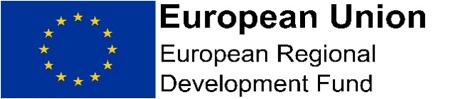 European Union
European Regional
Development Fund